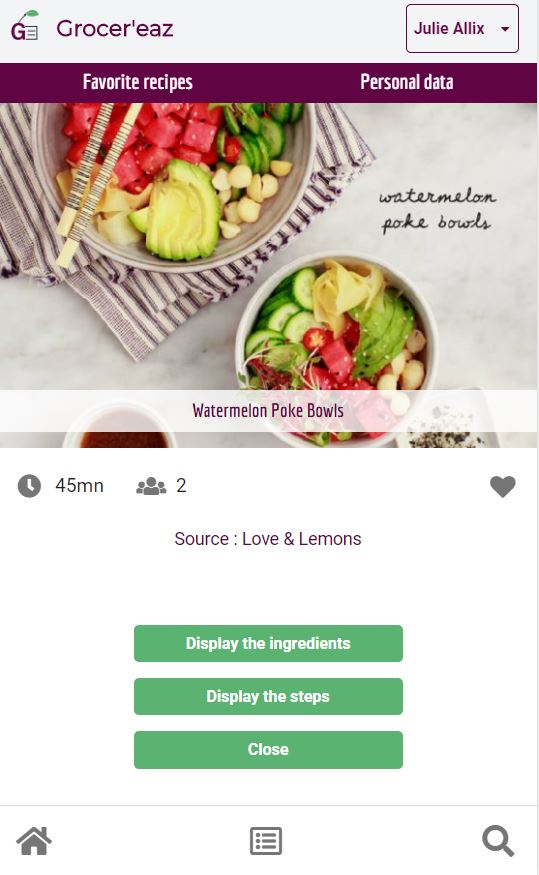 Grocer'eaz
Julie Allix
Favorite recipes
Personal data
watermelon
poke bowls
Watermelon Poke Bowls
45mn
2
Source : Love & Lemons
Display the ingredients
Display the steps
Close